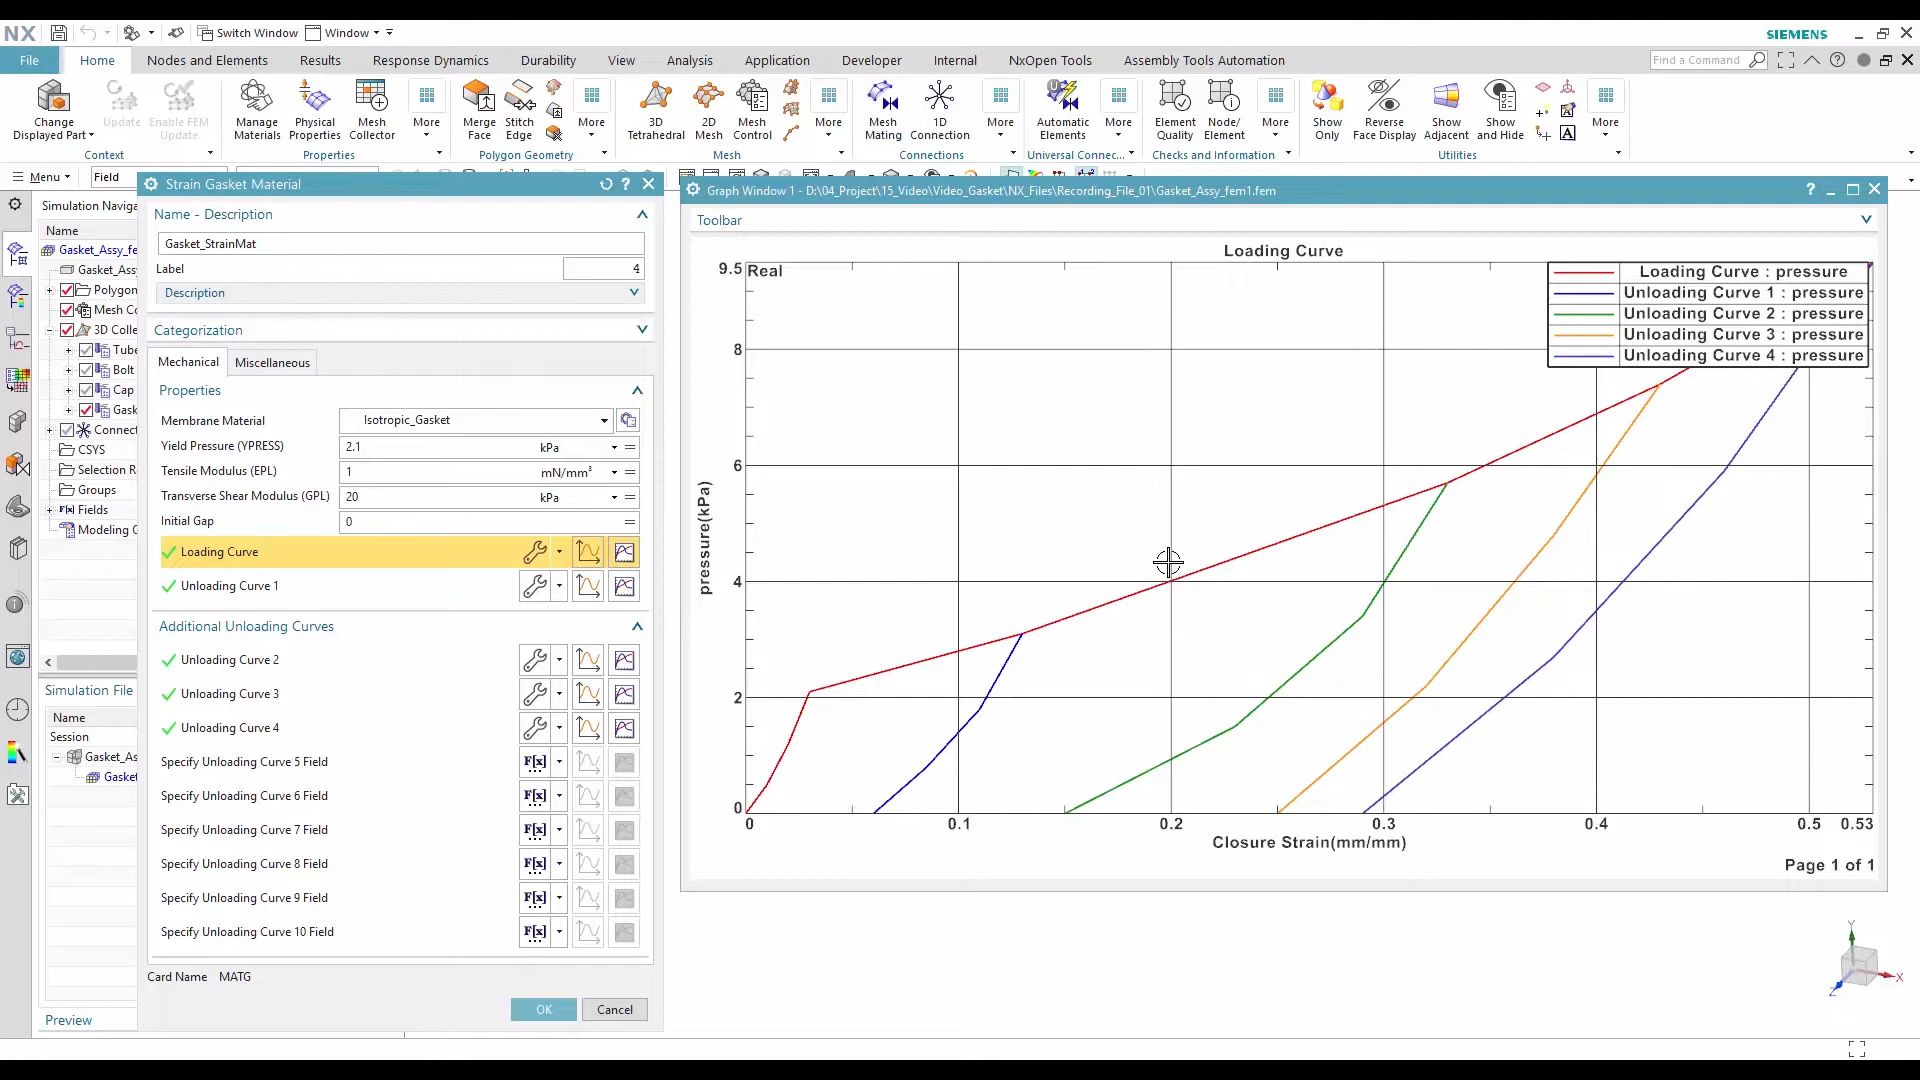 NX
Switch Window
Window
SIEMENS
File
Home
Nodes and Elements
Results
Response Dynamics
Durability
View
Analysis
Application
Developer
Internal
NxOpen Tools
Assembly Tools Automation
Find a Command
Change
Displayed Part
Update
Enable FEM
Update
Manage
Materials
Physical
Properties
Mesh
Collector
More
Merge
Face
Stitch
Edge
More
3D
Tetrahedral
2D
Mesh
Mesh
Control
More
Mesh
Mating
1D
Connection
More
Automatic
Elements
More
Element
Quality
Node/
Element
More
Show
Only
Reverse
Face Display
Show
Adjacent
Show
and Hide
More
Context
Properties
Polygon Geometry
Mesh
Connections
Universal Connec...
Checks and Information
Utilities
Menu
Field
Simulation Naviga
Name
Gasket_Assy_fe
Gasket_Ass
Polygon
Mesh Co
3D Colle
Tube
Bolt
Cap
Gask
Connect
CSYS
Selection R
Groups
Fields
Modeling O
Simulation File
Name
Session
Gasket_As
Gasket
Preview
Strain Gasket Material
Name - Description
Gasket_StrainMat
Label
4
Description
Categorization
Mechanical
Miscellaneous
Properties
Membrane Material
Isotropic_Gasket
Yield Pressure (YPRESS)
2.1
kPa
Tensile Modulus (EPL)
1
mN/mm³
Transverse Shear Modulus (GPL)
20
kPa
Initial Gap
0
Loading Curve
Unloading Curve 1
Additional Unloading Curves
Unloading Curve 2
Unloading Curve 3
Unloading Curve 4
Specify Unloading Curve 5 Field
F[x]
Specify Unloading Curve 6 Field
F[x]
Specify Unloading Curve 7 Field
F[x]
Specify Unloading Curve 8 Field
F[x]
Specify Unloading Curve 9 Field
F[x]
Specify Unloading Curve 10 Field
F[x]
Card Name MATG
OK
Cancel
Graph Window 1 - D:\04_Project\15_Video\Video_Gasket\NX_Files\Recording_File_01\Gasket_Assy_fem1.fem
Toolbar
Loading Curve
9.5
Real
Loading Curve : pressure
Unloading Curve 1 : pressure
Unloading Curve 2 : pressure
Unloading Curve 3 : pressure
Unloading Curve 4 : pressure
8
6
4
2
0
pressure(kPa)
0
0.1
0.2
0.3
0.4
0.5
0.53
Closure Strain(mm/mm)
Page 1 of 1
Y
X
Z